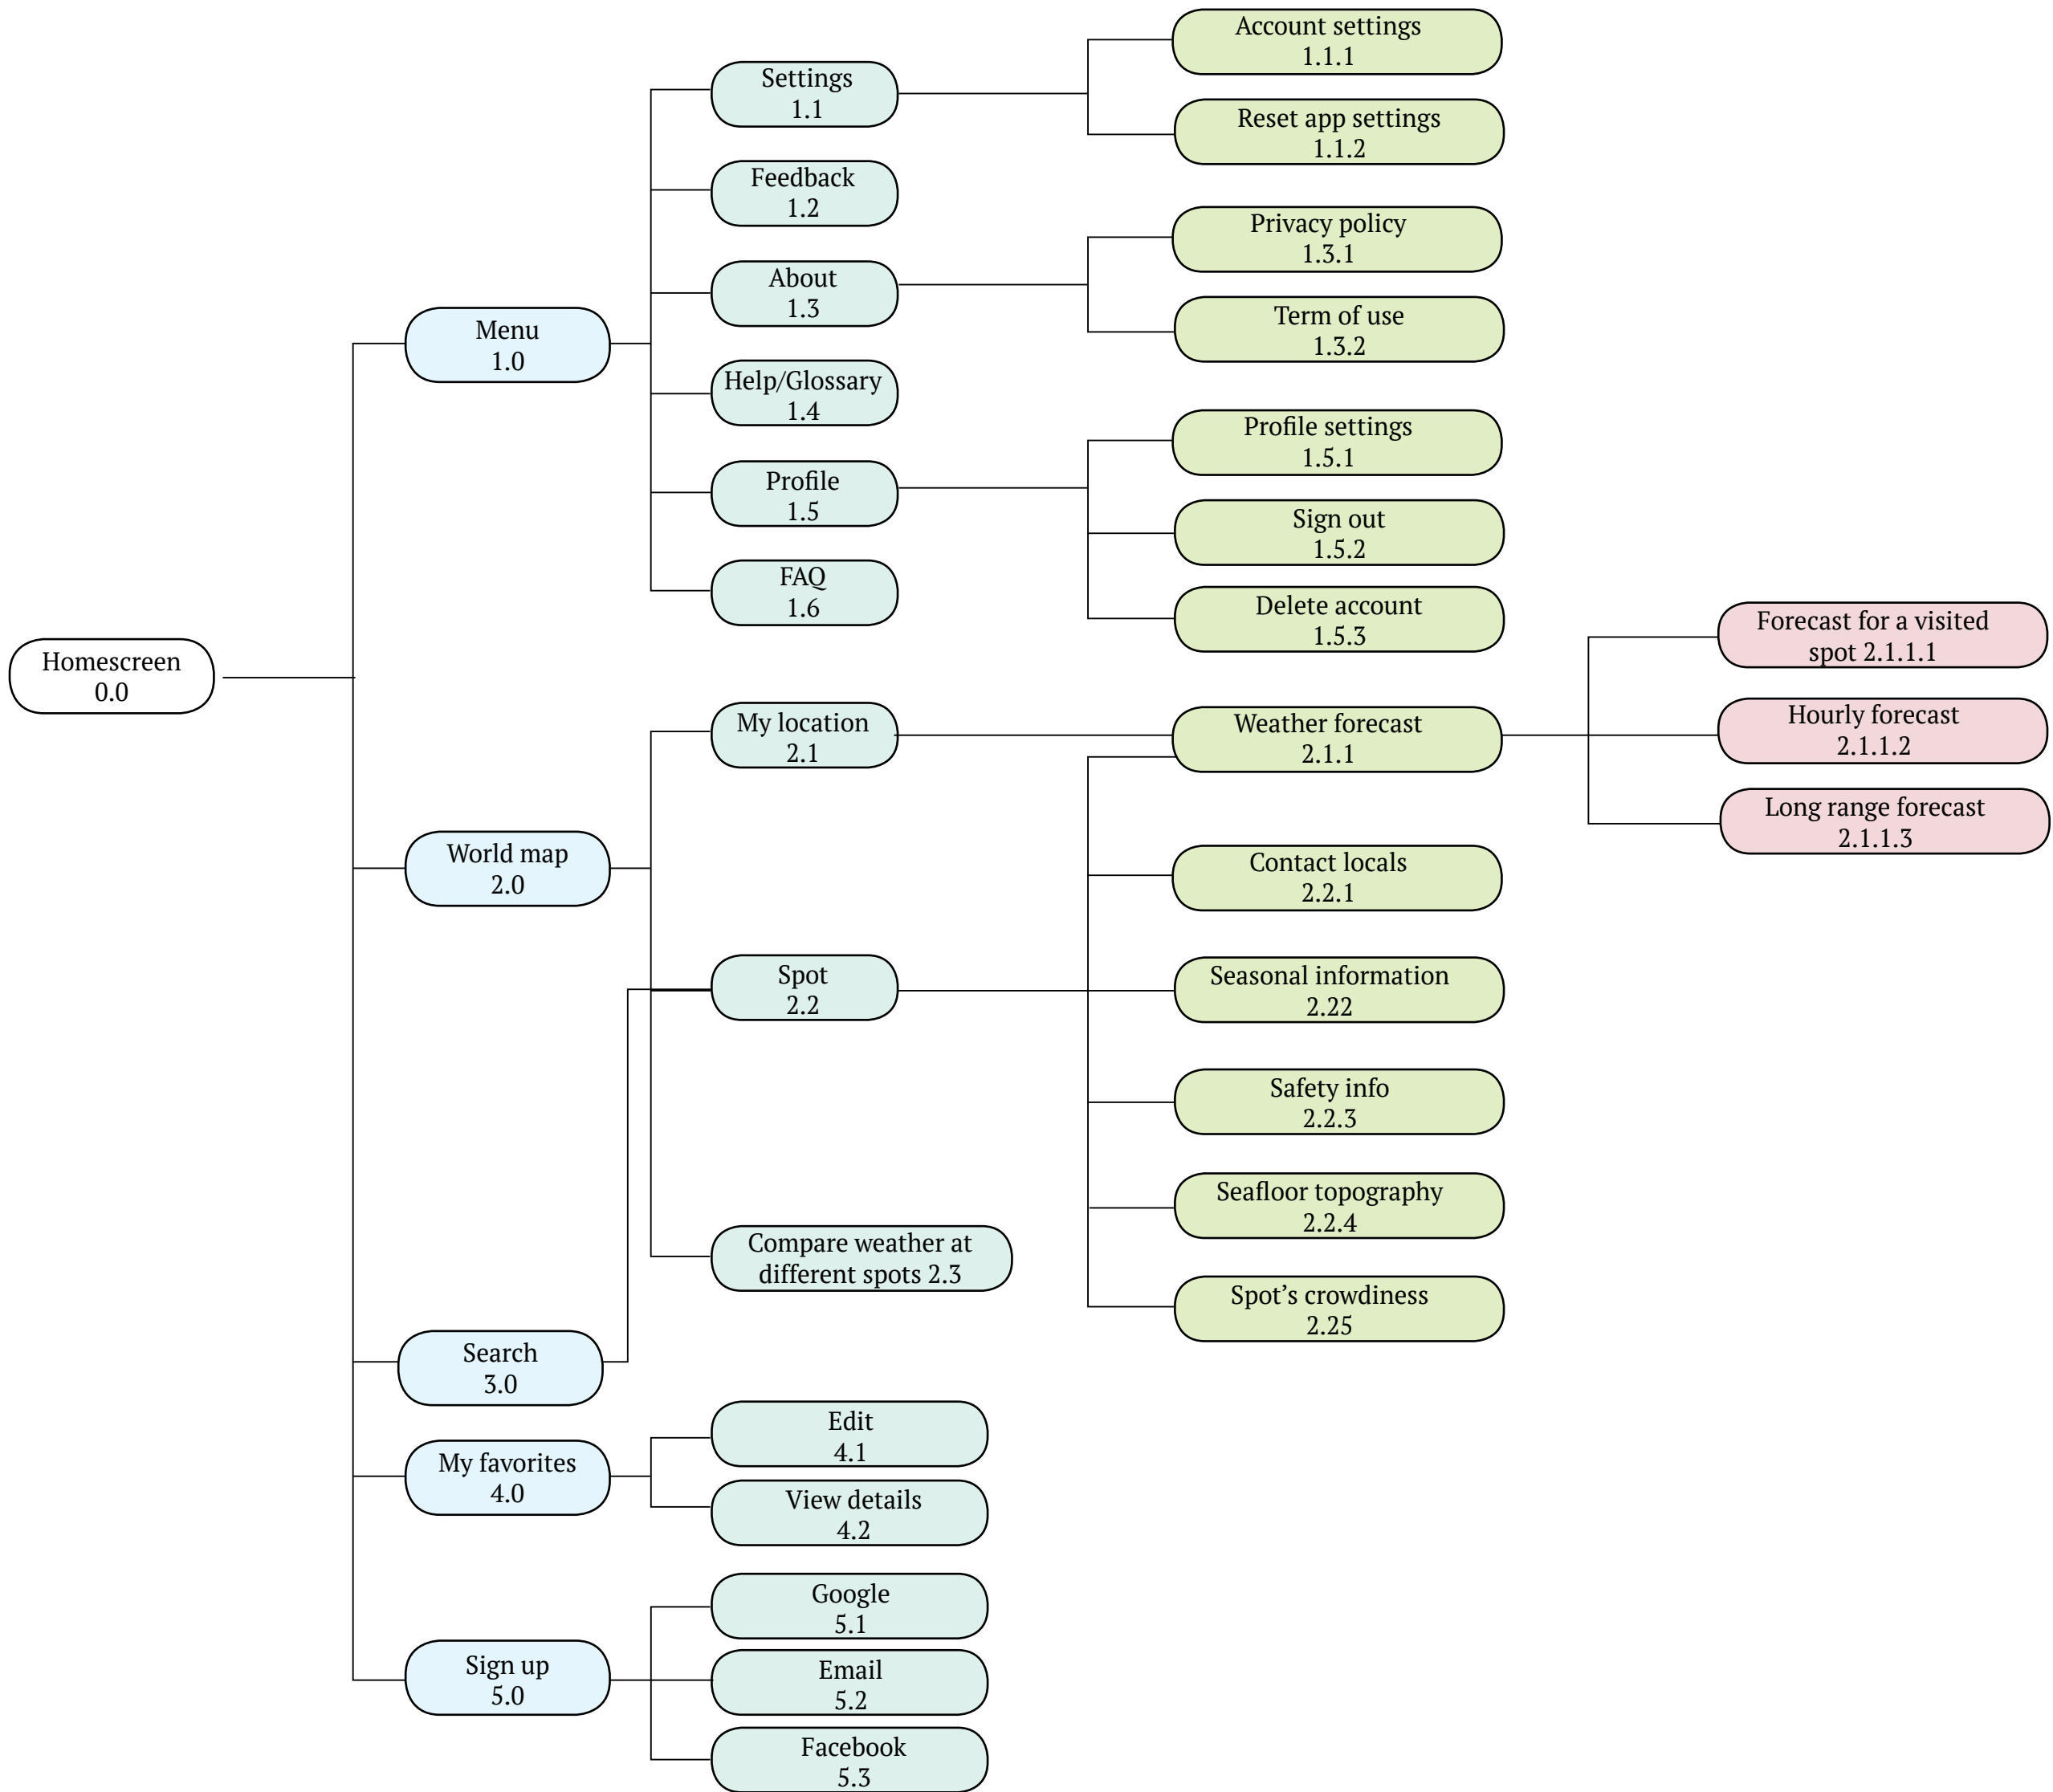 Homescreen
0.0
Menu
1.0
Settings
1.1
Account settings
1.1.1
Reset app settings
1.1.2
Feedback
1.2
About
1.3
Privacy policy
1.3.1
Term of use
1.3.2
Help/Glossary
1.4
Profile
1.5
Profile settings
1.5.1
Sign out
1.5.2
Delete account
1.5.3
FAQ
1.6
World map
2.0
My location
2.1
Weather forecast
2.1.1
Forecast for a visited
spot 2.1.1.1
Hourly forecast
2.1.1.2
Long range forecast
2.1.1.3
Spot
2.2
Contact locals
2.2.1
Seasonal information
2.22
Safety info
2.2.3
Seafloor topography
2.2.4
Spot’s crowdiness
2.25
Compare weather at
different spots 2.3
Search
3.0
My favorites
4.0
Edit
4.1
View details
4.2
Sign up
5.0
Google
5.1
Email
5.2
Facebook
5.3